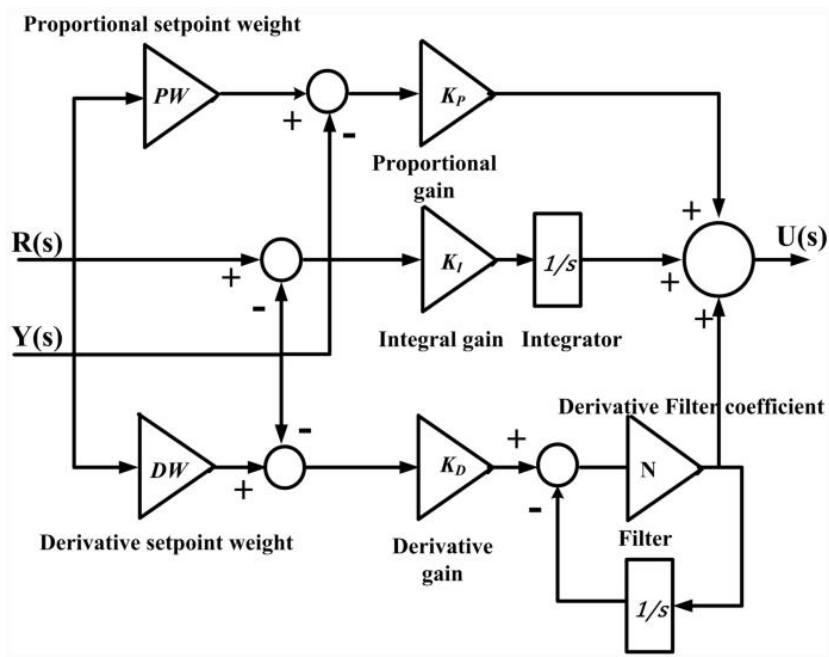 Proportional setpoint weight
PW
+
-
K_P
Proportional
gain
R(s)
+
-
K_I
1/s
+
+
+
U(s)
Y(s)
Integral gain
Integrator
Derivative Filter coefficient
DW
+
-
K_D
+
-
N
Derivative setpoint weight
Derivative
gain
Filter
1/s